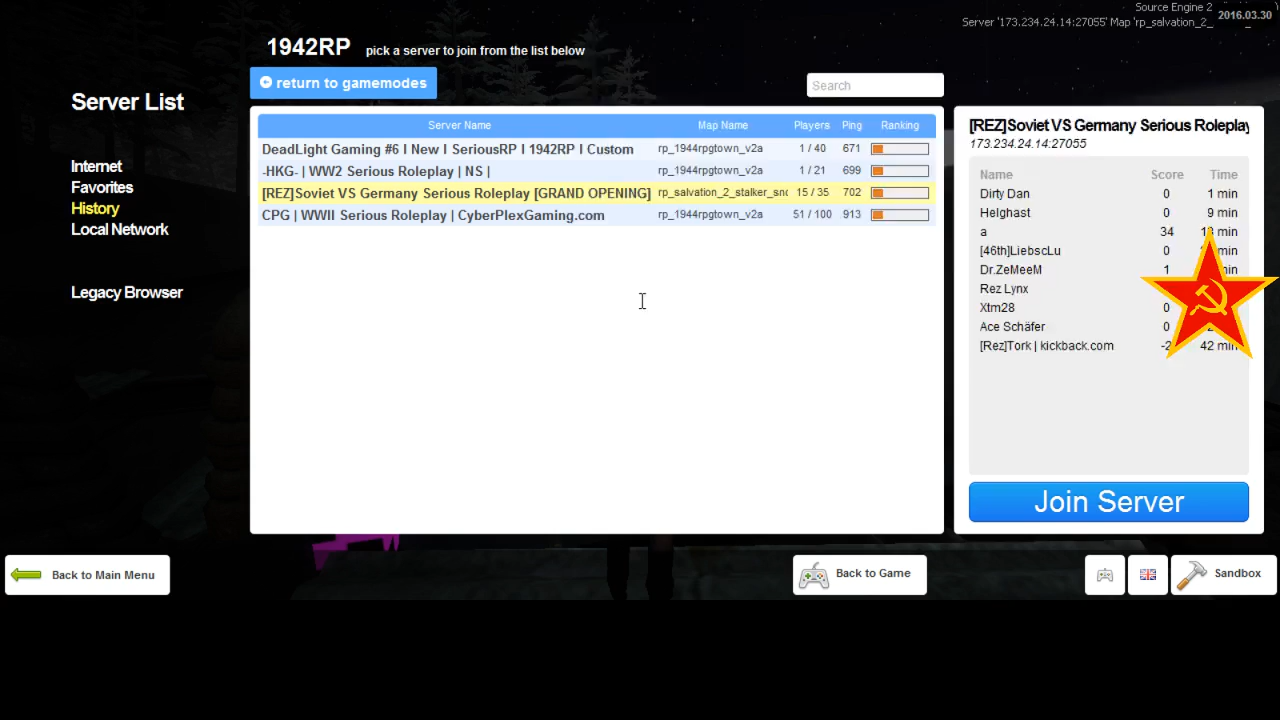 Source Engine 2
Server '173.234.24.14:27055' Map 'rp_salvation_2_
2016.03.30
1942RP pick a server to join from the list below
return to gamemodes
Search
Server List
Internet
Favorites
History
Local Network
Legacy Browser
Server Name Map Name Players Ping Ranking
DeadLight Gaming #6 I New I SeriousRP I 1942RP I Custom rp_1944rpgtown_v2a 1 / 40 671
-HKG- | WW2 Serious Roleplay | NS | rp_1944rpgtown_v2a 1 / 21 699
[REZ]Soviet VS Germany Serious Roleplay [GRAND OPENING] rp_salvation_2_stalker_sno 15 / 35 702
CPG | WWII Serious Roleplay | CyberPlexGaming.com rp_1944rpgtown_v2a 51 / 100 913
[REZ]Soviet VS Germany Serious Roleplay
173.234.24.14:27055
Name Score Time
Dirty Dan 0 1 min
Helghast 0 9 min
a 34 min
[46th]LiebscLu 0 min
Dr.ZeMeeM 1 min
Rez Lynx
Xtm28 0
Ace Schäfer 0
[Rez]Tork | kickback.com -2 42 min
Join Server
Back to Main Menu
Back to Game
Sandbox